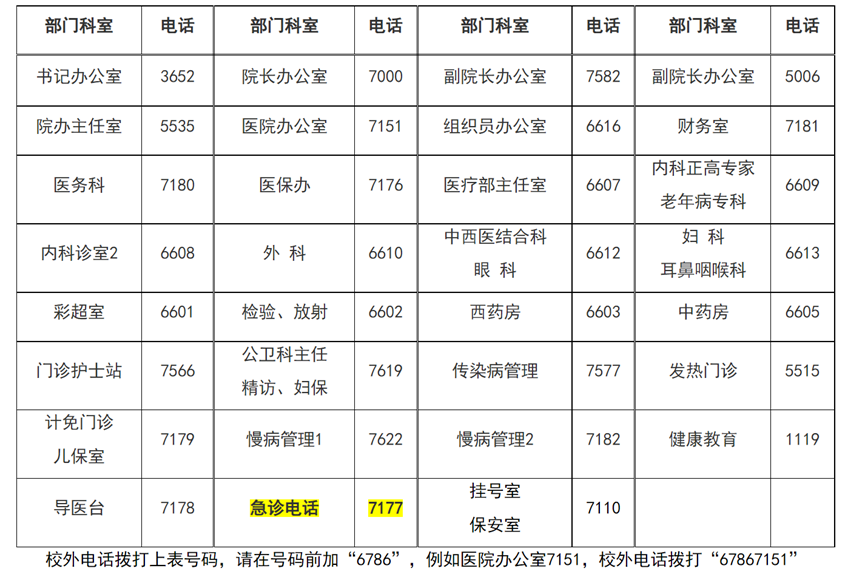 部门科室 电话 部门科室 电话 部门科室 电话 部门科室 电话
书记办公室 3652 院长办公室 7000 副院长办公室 7582 副院长办公室 5006
院办主任室 5535 医院办公室 7151 组织员办公室 6616 财务室 7181
医务科 7180 医保办 7176 医疗部主任室 6607 内科正高专家
老年病专科 6609
内科诊室2 6608 外 科 6610 中西医结合科
眼 科 6612 妇 科
耳鼻咽喉科 6613
彩超室 6601 检验、放射 6602 西药房 6603 中药房 6605
门诊护士站 7566 公卫科主任
精访、妇保 7619 传染病管理 7577 发热门诊 5515
计免门诊
儿保室 7179 慢病管理1 7622 慢病管理2 7182 健康教育 1119
导医台 7178 急诊电话 7177 挂号室
保安室 7110
校外电话拨打上表号码，请在号码前加“6786”，例如医院办公室7151，校外电话拨打“67867151”